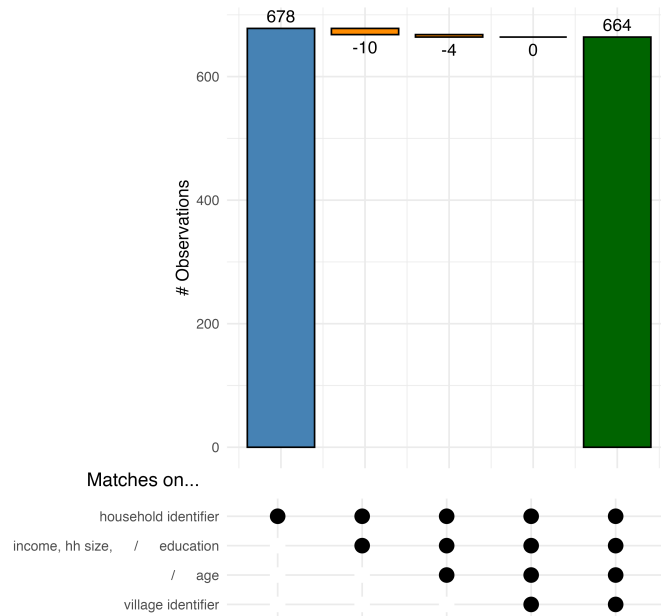 678
664
-10
-4
0
600
# Observations
400
200
0
Matches on...
household identifier
income, hh size, / education
/ age
village identifier